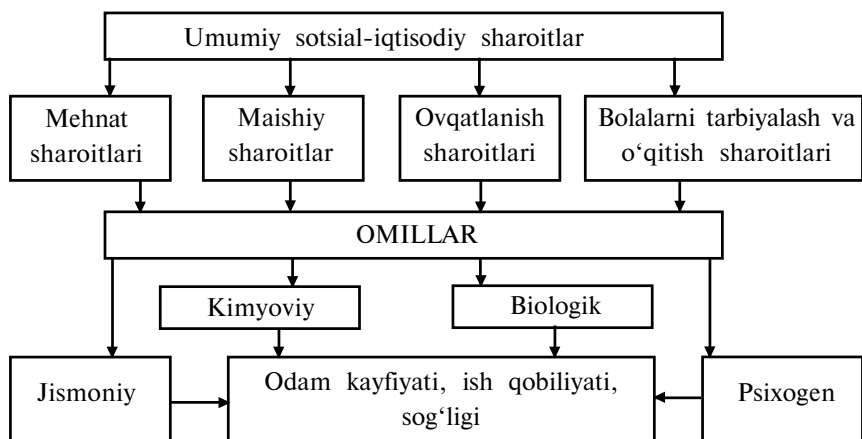 Umumiy sotsial-iqtisodiy sharoitlar
Mehnat
sharoitlari
Maishiy
sharoitlar
Ovqatlanish
sharoitlari
Bolalarni tarbiyalash va
o‘qitish sharoitlari
OMILLAR
Kimyoviy
Biologik
Jismoniy
Odam kayfiyati, ish qobiliyati,
sog‘ligi
Psixogen